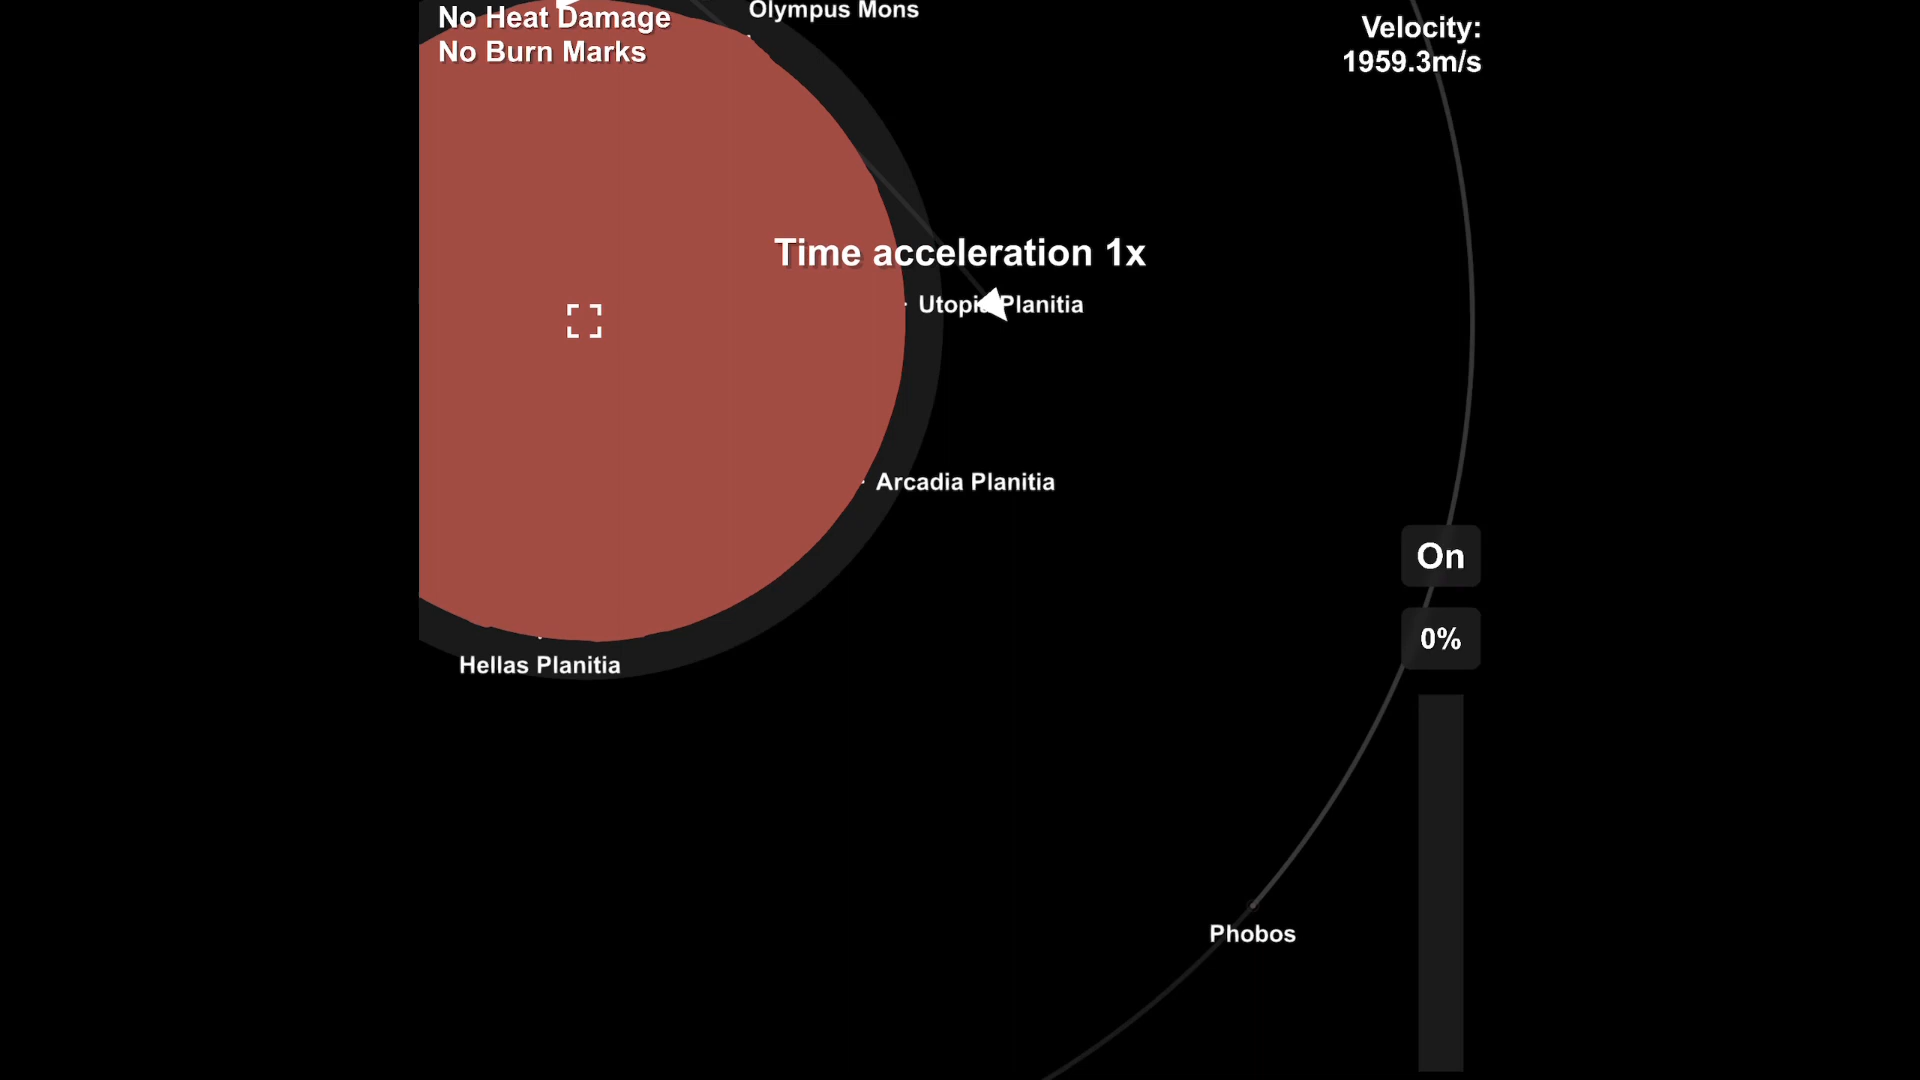 Olympus Mons
No Heat Damage
No Burn Marks
Velocity:
1959.3m/s
Time acceleration 1x
Utopia Planitia
Arcadia Planitia
On
0%
Hellas Planitia
Phobos